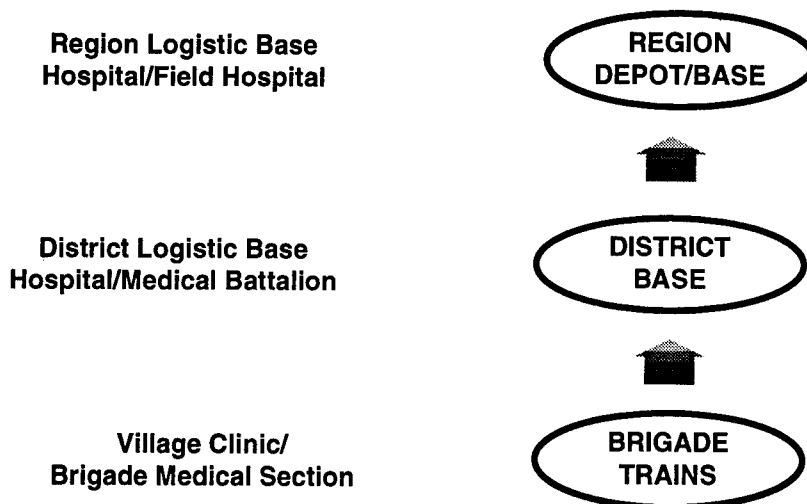 Region Logistic Base
Hospital/Field Hospital
REGION
DEPOT/BASE
District Logistic Base
Hospital/Medical Battalion
DISTRICT
BASE
Village Clinic/
Brigade Medical Section
BRIGADE
TRAINS